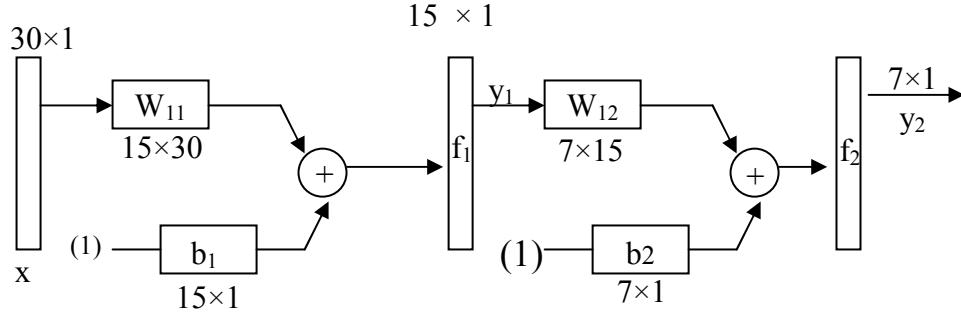 15 × 1
30×1
7×1
W₁₁
y₁
W₁₂
y₂
15×30
7×15
f₁
f₂
+
+
(1)
b₁
(1)
b2
x
15×1
7×1